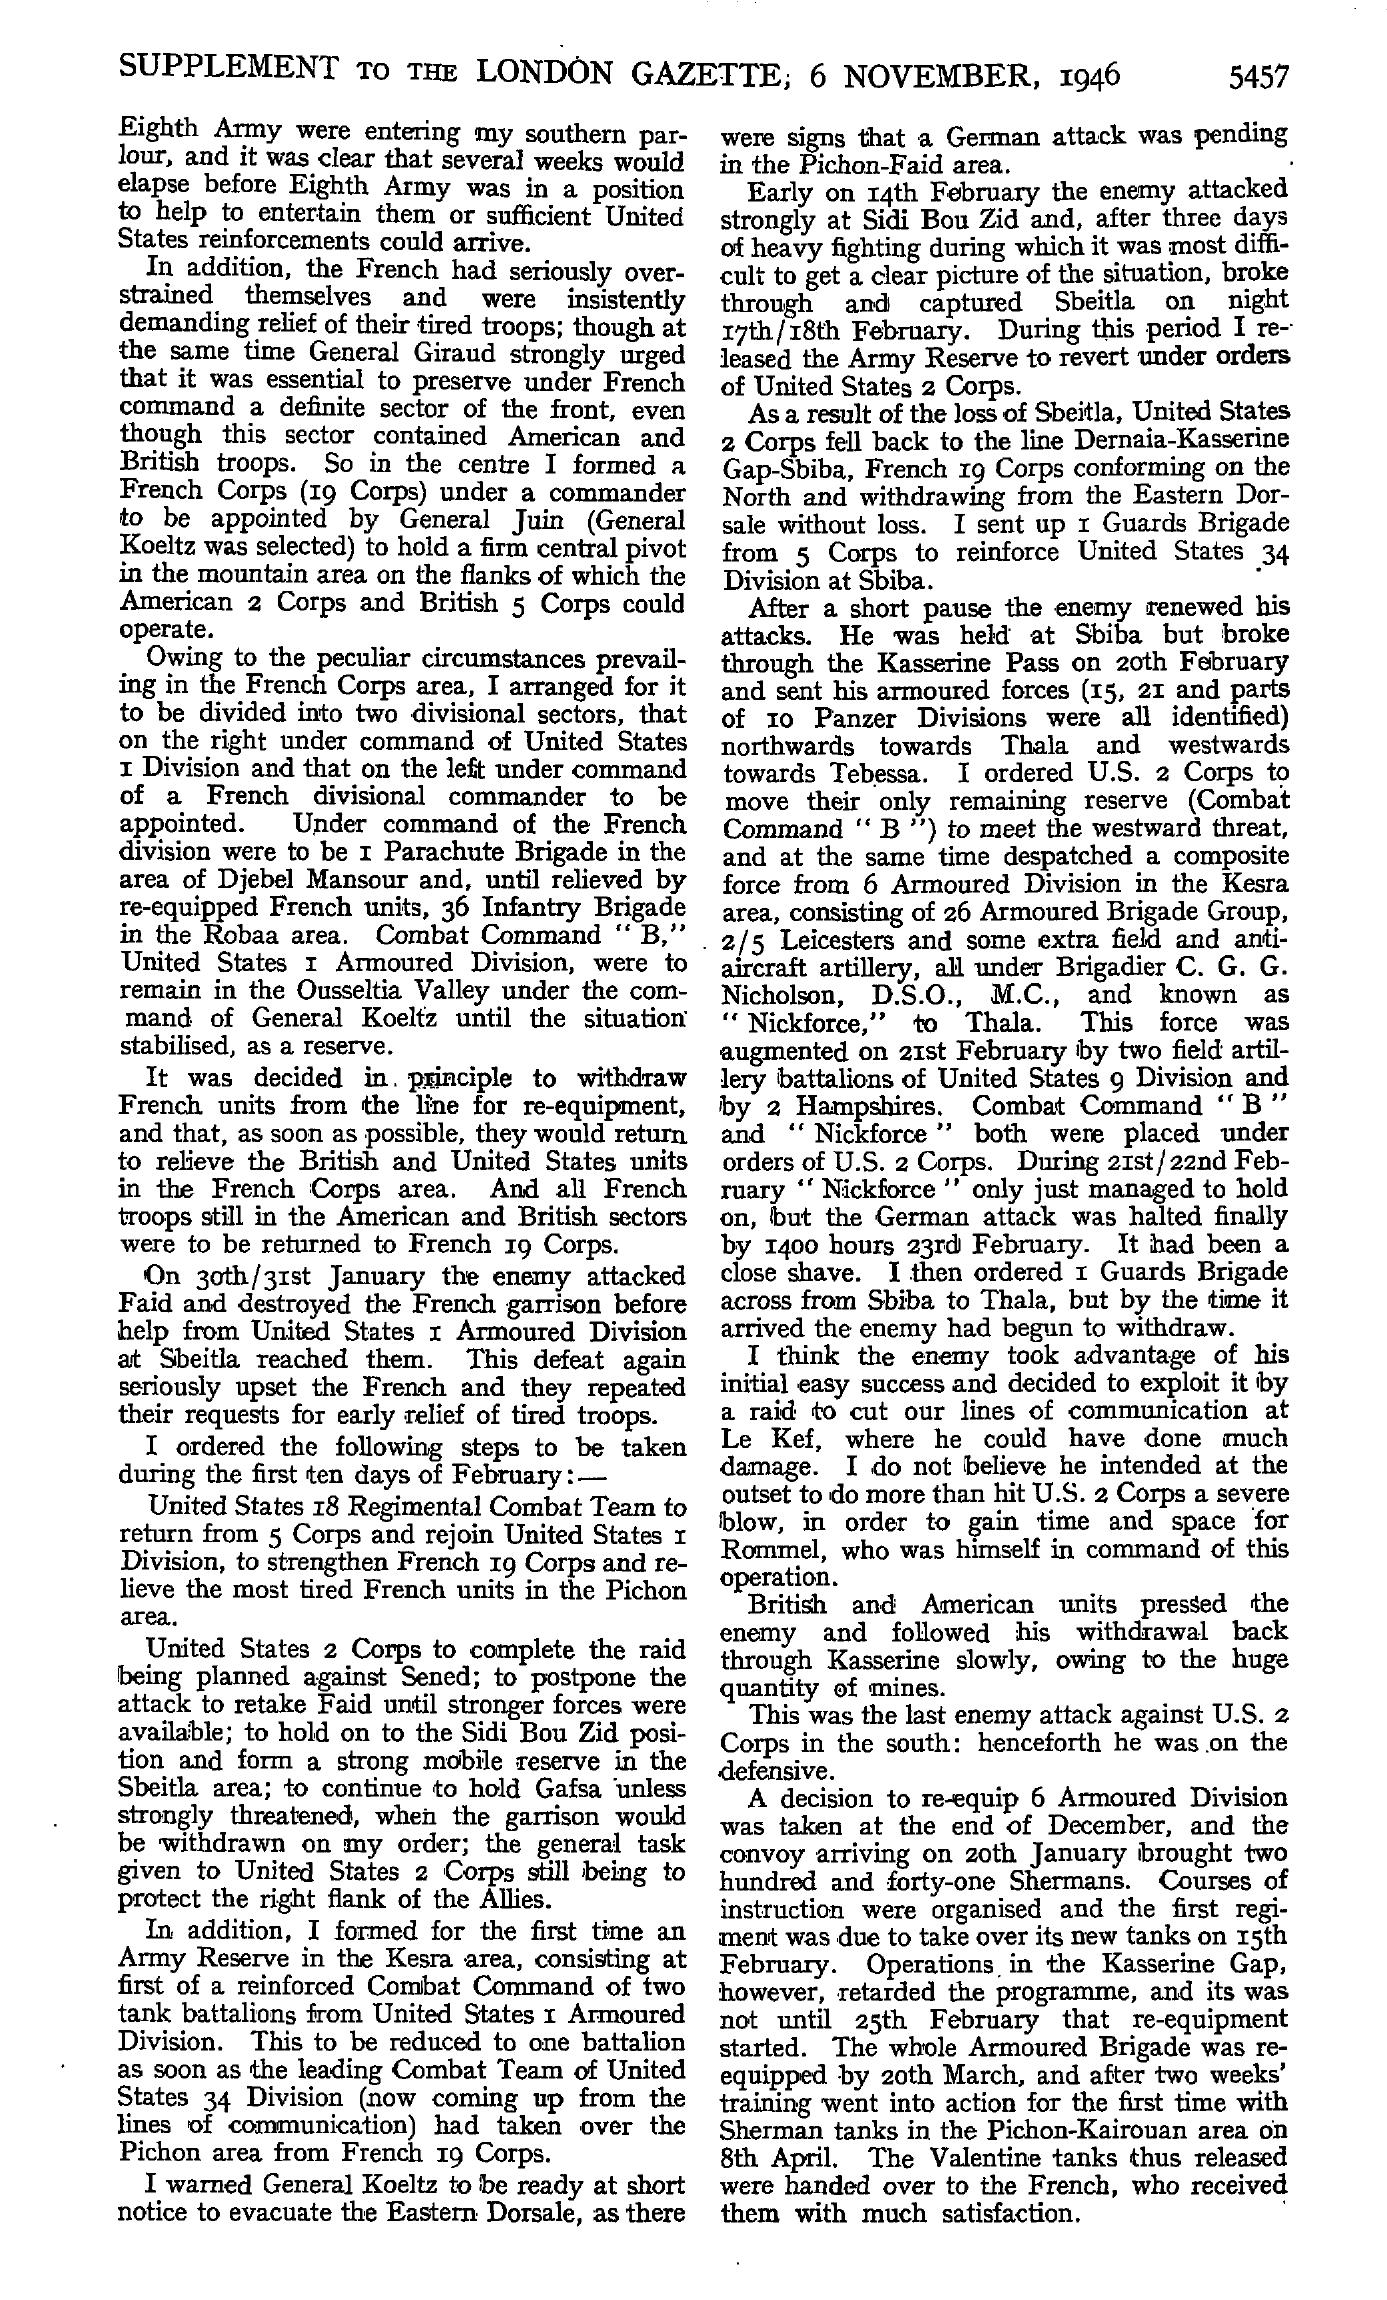 SUPPLEMENT TO THE LONDON GAZETTE, 6 NOVEMBER, 1946 5457
Eighth Army were entering my southern par-
lour, and it was clear that several weeks would
elapse before Eighth Army was in a position
to help to entertain them or sufficient United
States reinforcements could arrive.
In addition, the French had seriously over-
strained themselves and were insistently
demanding relief of their tired troops; though at
the same time General Giraud strongly urged
that it was essential to preserve under French
command a definite sector of the front, even
though this sector contained American and
British troops. So in the centre I formed a
French Corps (19 Corps) under a commander
to be appointed by General Juin (General
Koeltz was selected) to hold a firm central pivot
in the mountain area on the flanks of which the
American 2 Corps and British 5 Corps could
operate.
Owing to the peculiar circumstances prevail-
ing in the French Corps area, I arranged for it
to be divided into two divisional sectors, that
on the right under command of United States
1 Division and that on the left under command
of a French divisional commander to be
appointed. Under command of the French
division were to be 1 Parachute Brigade in the
area of Djebel Mansour and, until relieved by
re-equipped French units, 36 Infantry Brigade
in the Robaa area. Combat Command " B,"
United States 1 Armoured Division, were to
remain in the Ousseltia Valley under the com-
mand of General Koeltz until the situation
stabilised, as a reserve.
It was decided in principle to withdraw
French units from the line for re-equipment,
and that, as soon as possible, they would return
to relieve the British and United States units
in the French Corps area. And all French
troops still in the American and British sectors
were to be returned to French 19 Corps.
On 30th/31st January the enemy attacked
Faid and destroyed the French garrison before
help from United States 1 Armoured Division
at Sbeitla reached them. This defeat again
seriously upset the French and they repeated
their requests for early relief of tired troops.
I ordered the following steps to be taken
during the first ten days of February:—
United States 18 Regimental Combat Team to
return from 5 Corps and rejoin United States 1
Division, to strengthen French 19 Corps and re-
lieve the most tired French units in the Pichon
area.
United States 2 Corps to complete the raid
being planned against Sened; to postpone the
attack to retake Faid until stronger forces were
available; to hold on to the Sidi Bou Zid posi-
tion and form a strong mobile reserve in the
Sbeitla area; to continue to hold Gafsa unless
strongly threatened, when the garrison would
be withdrawn on my order; the general task
given to United States 2 Corps still being to
protect the right flank of the Allies.
In addition, I formed for the first time an
Army Reserve in the Kesra area, consisting at
first of a reinforced Combat Command of two
tank battalions from United States 1 Armoured
Division. This to be reduced to one battalion
as soon as the leading Combat Team of United
States 34 Division (now coming up from the
lines of communication) had taken over the
Pichon area from French 19 Corps.
I warned General Koeltz to be ready at short
notice to evacuate the Eastern Dorsale, as there
were signs that a German attack was pending
in the Pichon-Faid area.
Early on 14th February the enemy attacked
strongly at Sidi Bou Zid and, after three days
of heavy fighting during which it was most diffi-
cult to get a clear picture of the situation, broke
through and captured Sbeitla on night
17th/18th February. During this period I re-
leased the Army Reserve to revert under orders
of United States 2 Corps.
As a result of the loss of Sbeitla, United States
2 Corps fell back to the line Dernaia-Kasserine
Gap-Sbiba, French 19 Corps conforming on the
North and withdrawing from the Eastern Dor-
sale without loss. I sent up 1 Guards Brigade
from 5 Corps to reinforce United States 34
Division at Sbiba.
After a short pause the enemy renewed his
attacks. He was held at Sbiba but broke
through the Kasserine Pass on 20th February
and sent his armoured forces (15, 21 and parts
of 10 Panzer Divisions were all identified)
northwards towards Thala and westwards
towards Tebessa. I ordered U.S. 2 Corps to
move their only remaining reserve (Combat
Command " B ") to meet the westward threat,
and at the same time despatched a composite
force from 6 Armoured Division in the Kesra
area, consisting of 26 Armoured Brigade Group,
2/5 Leicesters and some extra field and anti-
aircraft artillery, all under Brigadier C. G. G.
Nicholson, D.S.O., M.C., and known as
" Nickforce," to Thala. This force was
augmented on 21st February by two field artil-
lery battalions of United States 9 Division and
by 2 Hampshires. Combat Command " B "
and " Nickforce " both were placed under
orders of U.S. 2 Corps. During 21st/22nd Feb-
ruary " Nickforce " only just managed to hold
on, but the German attack was halted finally
by 1400 hours 23rd February. It had been a
close shave. I then ordered 1 Guards Brigade
across from Sbiba to Thala, but by the time it
arrived the enemy had begun to withdraw.
I think the enemy took advantage of his
initial easy success and decided to exploit it by
a raid to cut our lines of communication at
Le Kef, where he could have done much
damage. I do not believe he intended at the
outset to do more than hit U.S. 2 Corps a severe
blow, in order to gain time and space for
Rommel, who was himself in command of this
operation.
British and American units pressed the
enemy and followed his withdrawal back
through Kasserine slowly, owing to the huge
quantity of mines.
This was the last enemy attack against U.S. 2
Corps in the south: henceforth he was on the
defensive.
A decision to re-equip 6 Armoured Division
was taken at the end of December, and the
convoy arriving on 20th January brought two
hundred and forty-one Shermans. Courses of
instruction were organised and the first regi-
ment was due to take over its new tanks on 15th
February. Operations in the Kasserine Gap,
however, retarded the programme, and its was
not until 25th February that re-equipment
started. The whole Armoured Brigade was re-
equipped by 20th March, and after two weeks'
training went into action for the first time with
Sherman tanks in the Pichon-Kairouan area on
8th April. The Valentine tanks thus released
were handed over to the French, who received
them with much satisfaction.